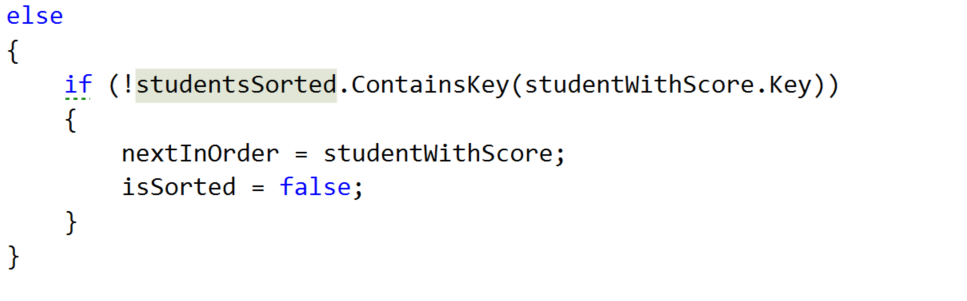 else
{
if (!studentsSorted.ContainsKey(studentWithScore.Key))
{
nextInOrder = studentWithScore;
isSorted = false;
}
}